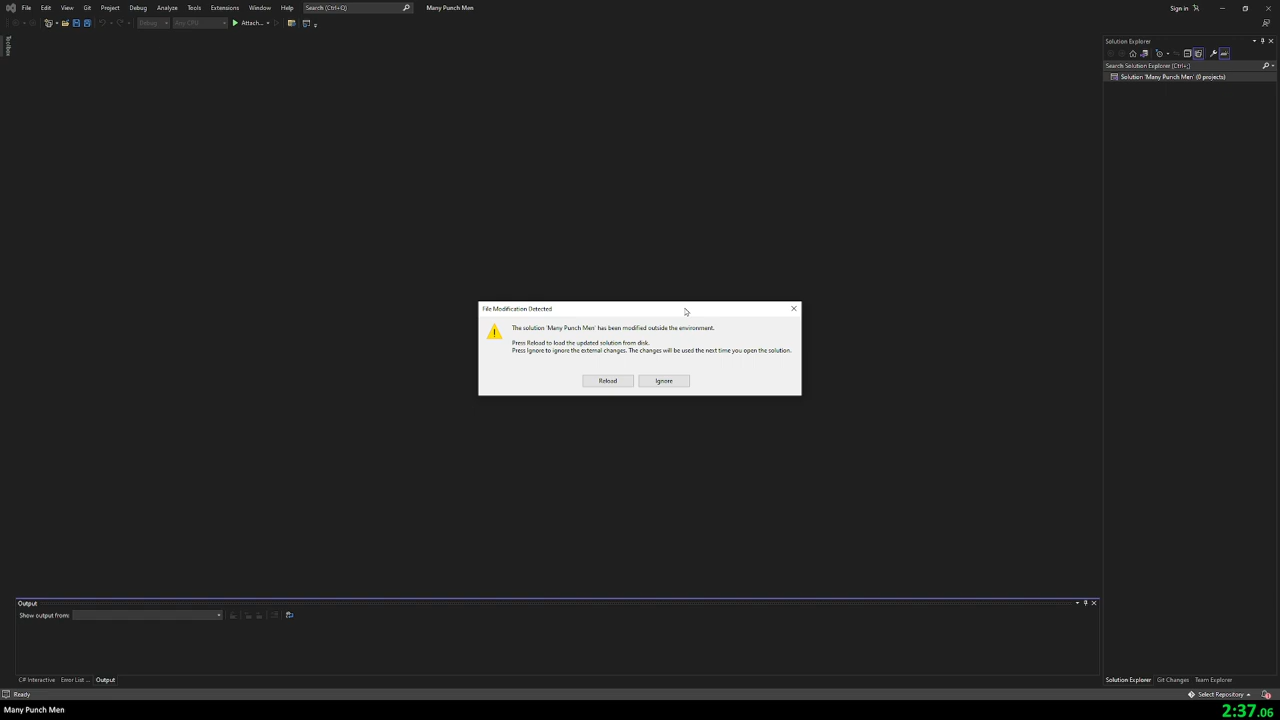 File Edit View Git Project Debug Analyze Tools Extensions Window Help Search (Ctrl+Q) Many Punch Men Sign in
Debug Any CPU Attach...
Toolbox
Solution Explorer
Search Solution Explorer (Ctrl+;)
Solution 'Many Punch Men' (0 projects)
File Modification Detected
The solution 'Many Punch Men' has been modified outside the environment.
Press Reload to load the updated solution from disk.
Press Ignore to ignore the external changes. The changes will be used the next time you open the solution.
Reload Ignore
Output
Show output from:
C# Interactive Error List ... Output
Solution Explorer Git Changes Team Explorer
Ready Select Repository
Many Punch Men 2:37.06